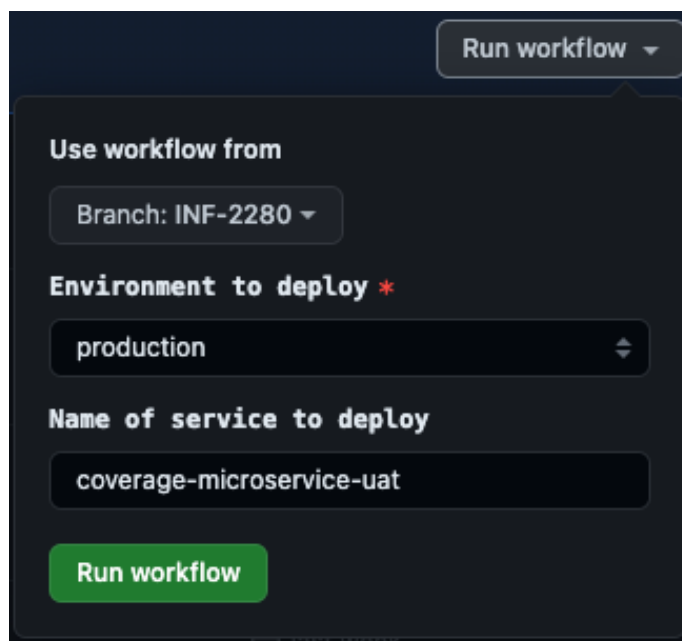 Run workflow
Use workflow from
Branch: INF-2280
Environment to deploy *
production
Name of service to deploy
coverage-microservice-uat
Run workflow